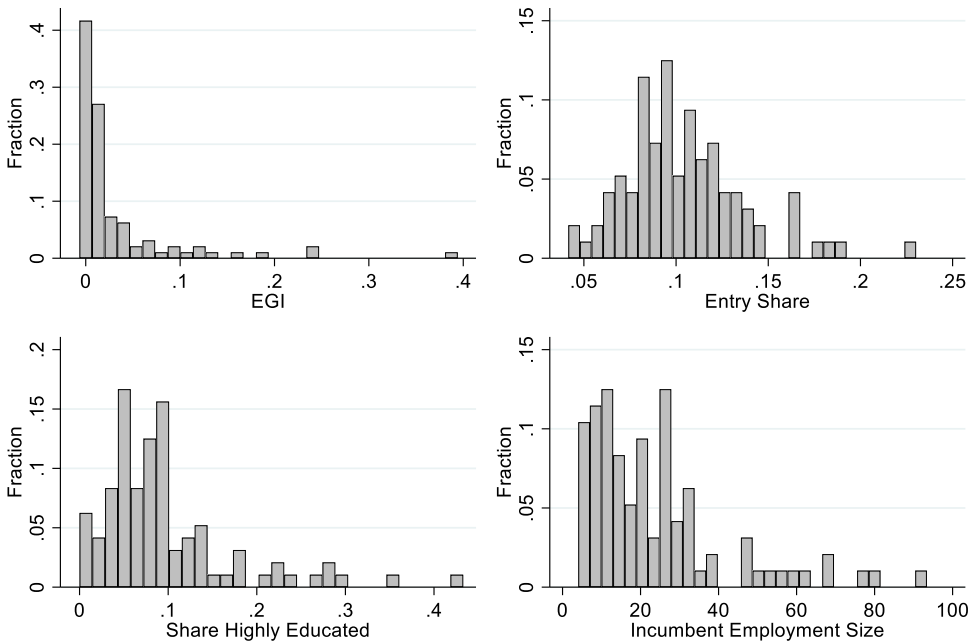 Fraction
.4
.3
.2
.1
0
0 .1 .2 .3 .4
EGI
Fraction
.15
.1
.05
0
.05 .1 .15 .2 .25
Entry Share
Fraction
.2
.15
.1
.05
0
0 .1 .2 .3 .4
Share Highly Educated
Fraction
.15
.1
.05
0
0 20 40 60 80 100
Incumbent Employment Size